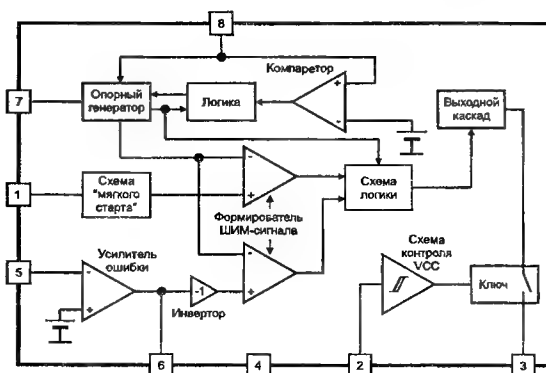 8
Компаретор
7
Опорный
генератор
Логика
+
-
Выходной
каскад
1
Схема
"мягкого
старта"
-
+
Схема
логики
Формирователь
ШИМ-сигнала
5
Усилитель
ошибки
-
+
-1
Инвертор
-
+
Схема
контроля
VCC
Ключ
6
4
2
3